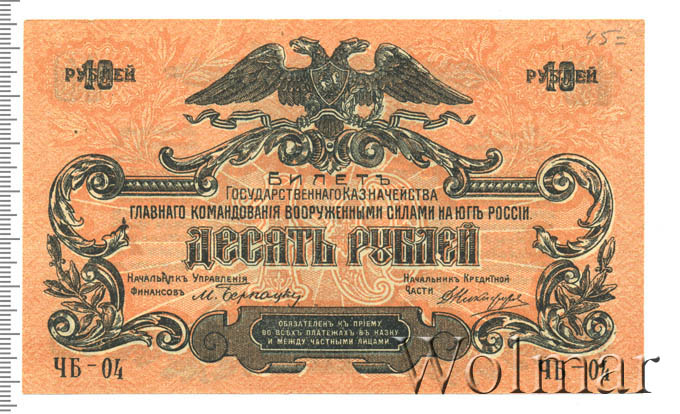 45=
10 РУБЛЕЙ
10 РУБЛЕЙ
БИЛЕТЪ
ГОСУДАРСТВЕННАГО КАЗНАЧЕЙСТВА
ГЛАВНАГО КОМАНДОВАНІЯ ВООРУЖЕННЫМИ СИЛАМИ НА ЮГѢ РОССІИ.
ДЕСЯТЬ РУБЛЕЙ
НАЧАЛЬНИКЪ УПРАВЛЕНІЯ
ФИНАНСОВЪ
НАЧАЛЬНИК КРЕДИТНОЙ
ЧАСТИ
ОБЯЗАТЕЛЕНЪ КЪ ПРІЕМУ
ВО ВСѢХЪ ПЛАТЕЖАХЪ ВЪ КАЗНУ
И МЕЖДУ ЧАСТНЫМИ ЛИЦАМИ.
ЧБ-04
ЧБ-04
Wolmar